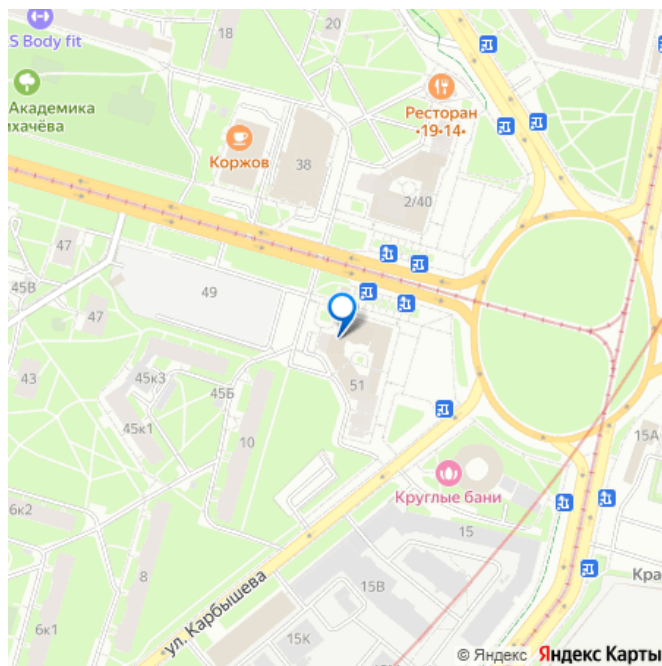 20
18
S Body fit
Академика
ихачёва
Ресторан
•19•14•
Коржов
38
2/40
47
45В
49
47
43
45к3
45Б
45к1
51
10
15А
Круглые бани
6к2
15
8
ул. Карбышева
15В
Кра
6к1
15К
© Яндекс Яндекс Карты